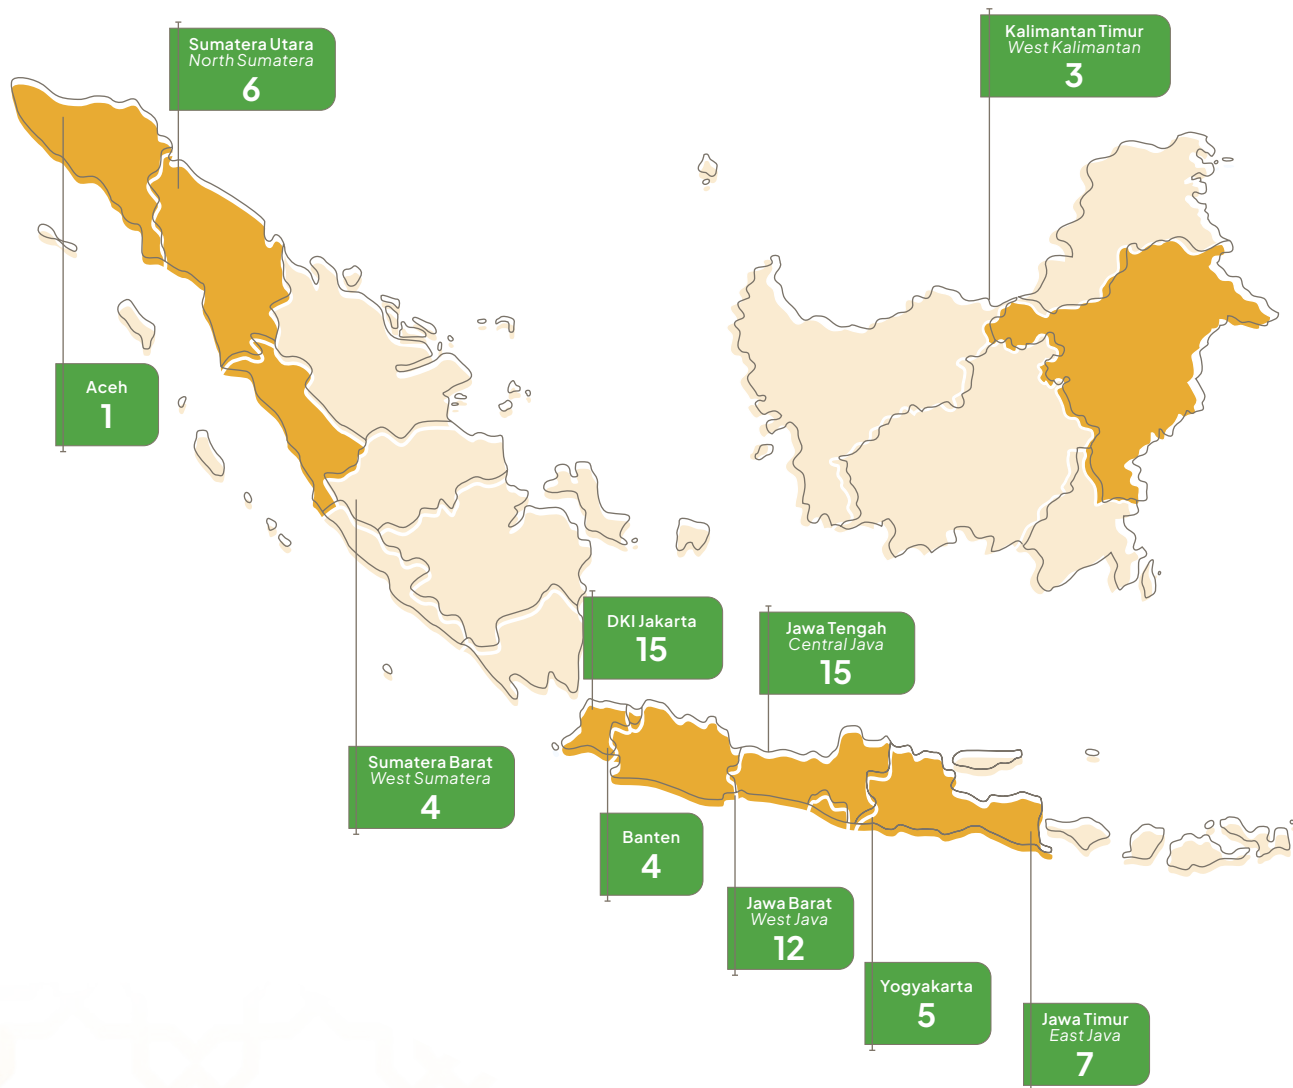 Sumatera Utara
North Sumatera
6
Kalimantan Timur
West Kalimantan
3
Aceh
1
DKI Jakarta
15
Jawa Tengah
Central Java
15
Sumatera Barat
West Sumatera
4
Banten
4
Jawa Barat
West Java
12
Yogyakarta
5
Jawa Timur
East Java
7